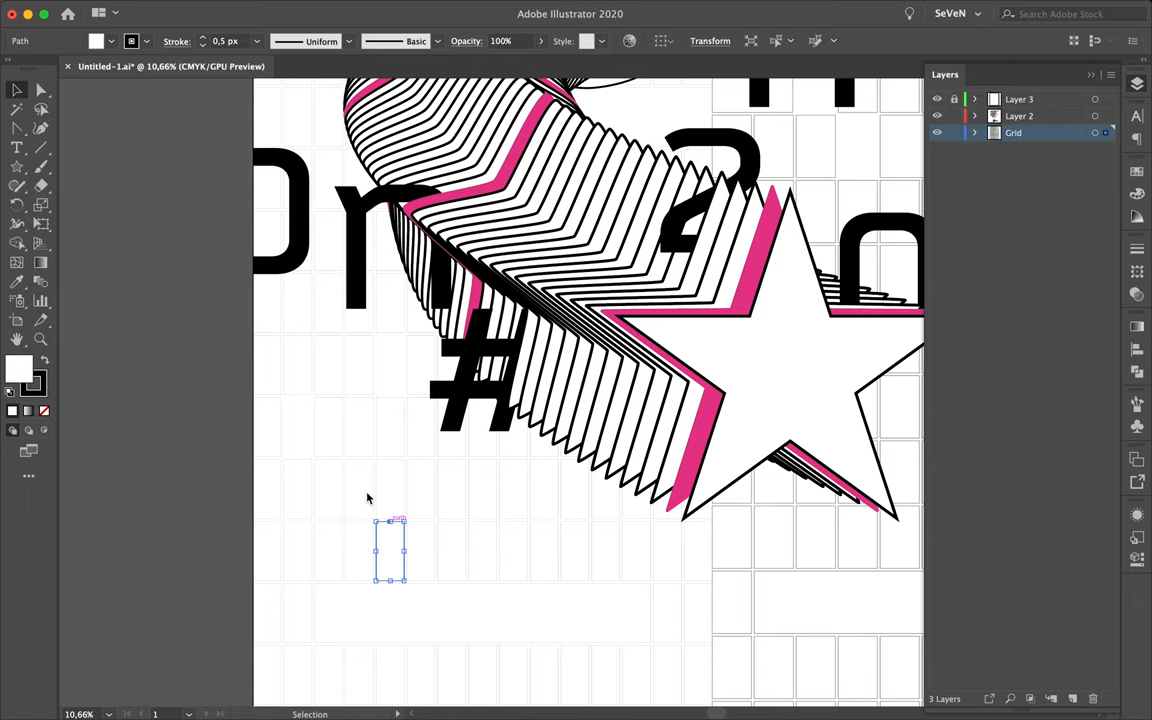 Adobe Illustrator 2020
SeVeN
Search Adobe Stock
Path
Stroke:
0,5 px
Uniform
Basic
Opacity:
100%
Style:
Transform
Untitled-1.ai* @ 10,66% (CMYK/GPU Preview)
Layers
Layer 3
Layer 2
Grid
2
#
path
3 Layers
10,66%
1
Selection